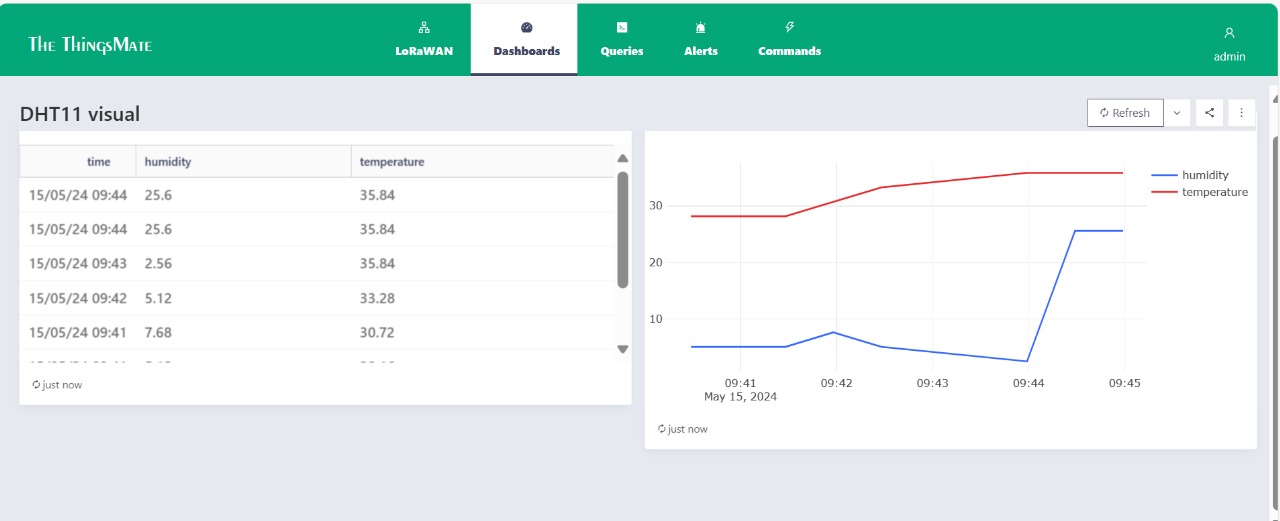 The ThingsMate
LoRaWAN
Dashboards
Queries
Alerts
Commands
admin
DHT11 visual
Refresh
time humidity temperature
15/05/24 09:44 25.6 35.84
15/05/24 09:44 25.6 35.84
15/05/24 09:43 2.56 35.84
15/05/24 09:42 5.12 33.28
15/05/24 09:41 7.68 30.72
just now
humidity
temperature
30
20
10
09:41 09:42 09:43 09:44 09:45
May 15, 2024
just now